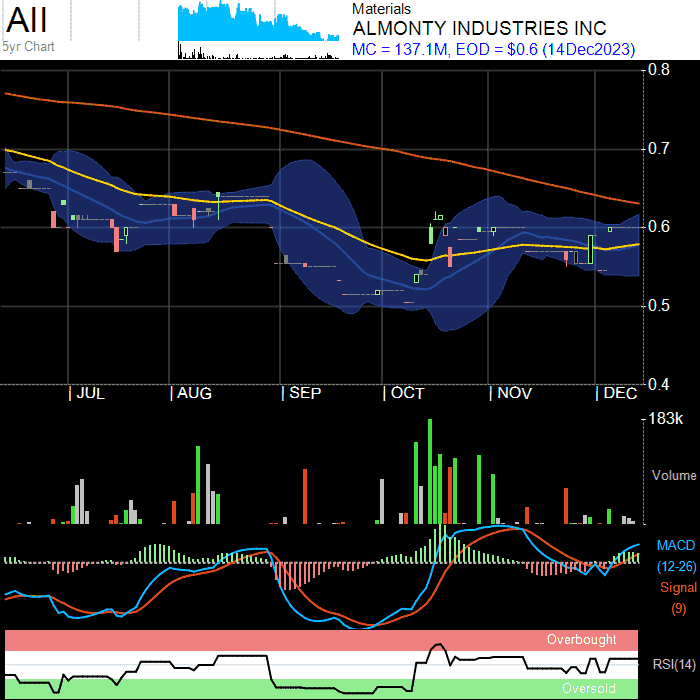 AII
5yr Chart
Materials
ALMONTY INDUSTRIES INC
MC = 137.1M, EOD = $0.6 (14Dec2023)
0.8
0.7
0.6
0.5
0.4
| JUL | AUG | SEP | OCT | NOV | DEC
183k
Volume
MACD
(12-26)
Signal
(9)
Overbought
RSI(14)
Oversold